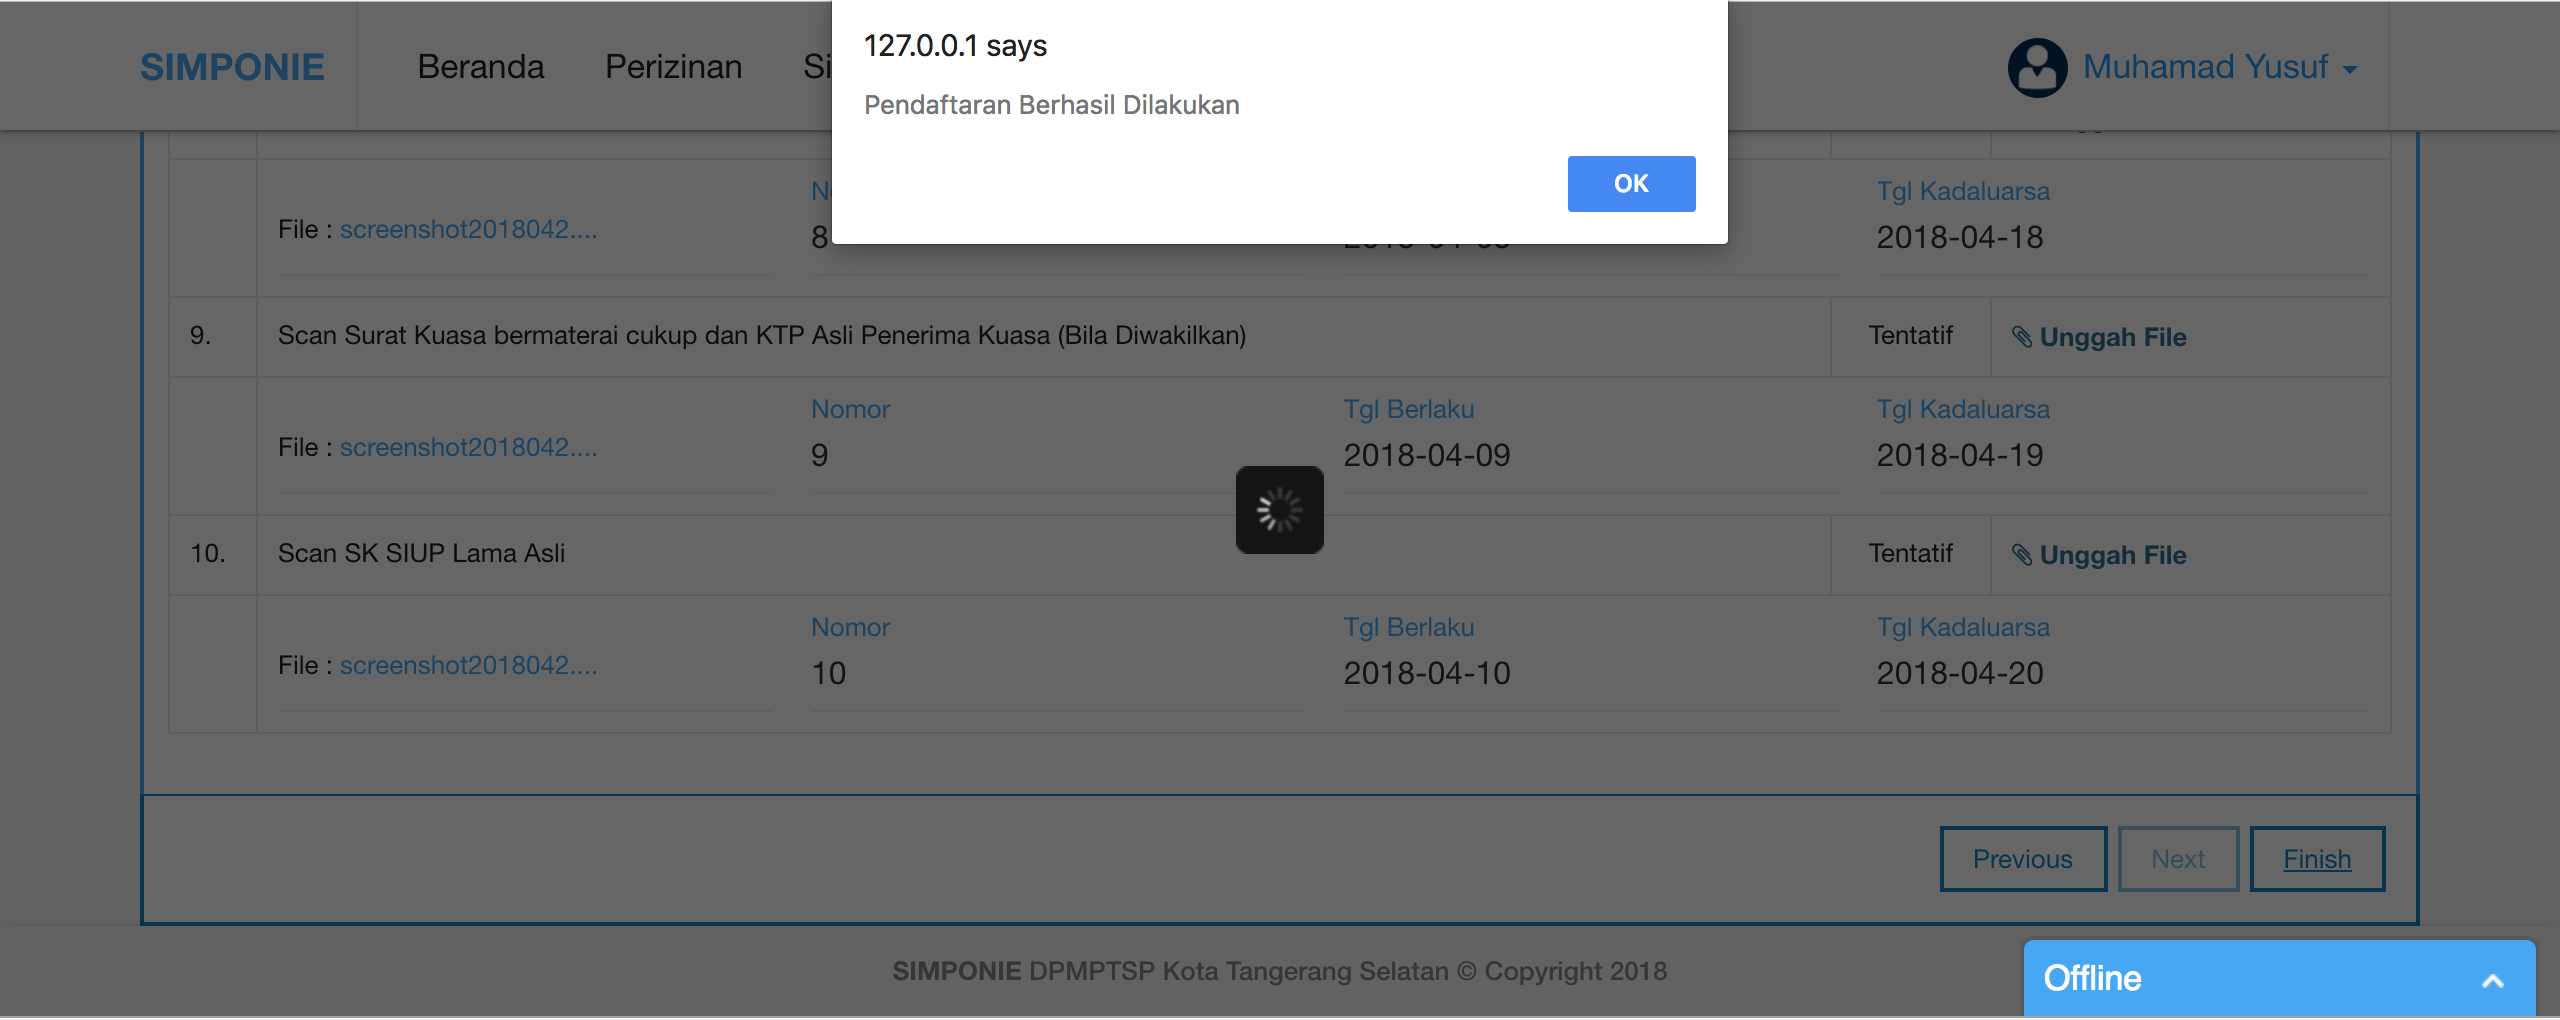 127.0.0.1 says
Pendaftaran Berhasil Dilakukan
OK
SIMPONIE Beranda Perizinan Si
Muhamad Yusuf
Tgl Kadaluarsa
File : screenshot2018042.... 8 2018-04-18
9. Scan Surat Kuasa bermaterai cukup dan KTP Asli Penerima Kuasa (Bila Diwakilkan) Tentatif Unggah File
Nomor Tgl Berlaku Tgl Kadaluarsa
File : screenshot2018042.... 9 2018-04-09 2018-04-19
10. Scan SK SIUP Lama Asli Tentatif Unggah File
Nomor Tgl Berlaku Tgl Kadaluarsa
File : screenshot2018042.... 10 2018-04-10 2018-04-20
Previous Next Finish
SIMPONIE DPMPTSP Kota Tangerang Selatan © Copyright 2018
Offline